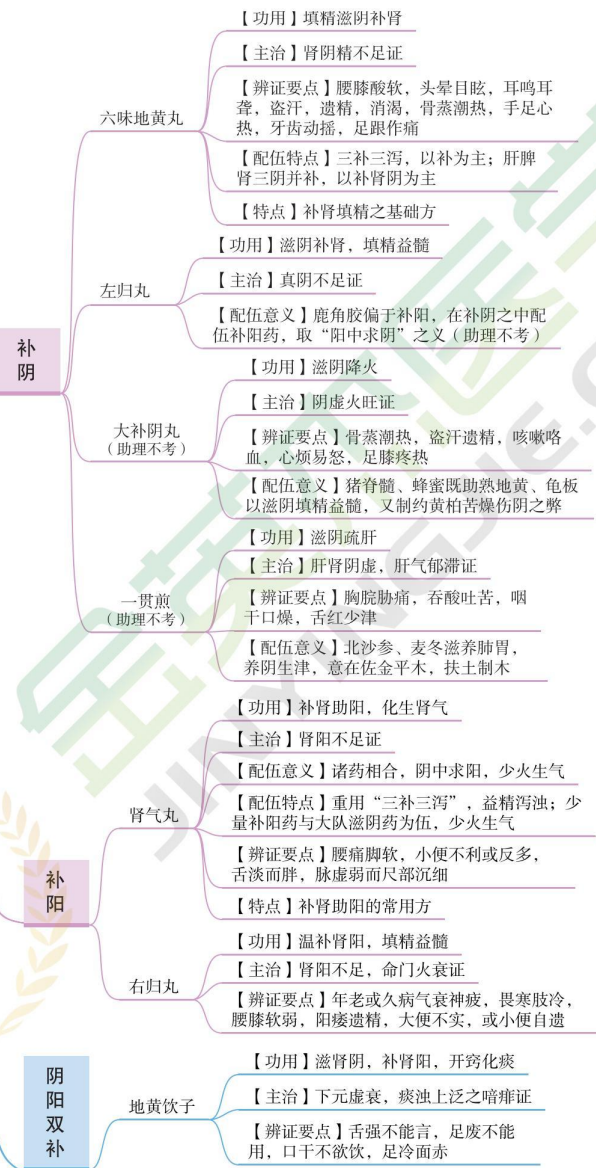 补阴
六味地黄丸
【功用】填精滋阴补肾
【主治】肾阴精不足证
【辨证要点】腰膝酸软，头晕目眩，耳鸣耳
聋，盗汗，遗精，消渴，骨蒸潮热，手足心
热，牙齿动摇，足跟作痛
【配伍特点】三补三泻，以补为主；肝脾
肾三阴并补，以补肾阴为主
【特点】补肾填精之基础方
左归丸
【功用】滋阴补肾，填精益髓
【主治】真阴不足证
【配伍意义】鹿角胶偏于补阳，在补阴之中配
伍补阳药，取“阳中求阴”之义（助理不考）
大补阴丸
（助理不考）
【功用】滋阴降火
【主治】阴虚火旺证
【辨证要点】骨蒸潮热，盗汗遗精，咳嗽咯
血，心烦易怒，足膝疼热
【配伍意义】猪脊髓、蜂蜜既助熟地黄、龟板
以滋阴填精益髓，又制约黄柏苦燥伤阴之弊
一贯煎
（助理不考）
【功用】滋阴疏肝
【主治】肝肾阴虚，肝气郁滞证
【辨证要点】胸脘胁痛，吞酸吐苦，咽
干口燥，舌红少津
【配伍意义】北沙参、麦冬滋养肺胃，
养阴生津，意在佐金平木，扶土制木
补阳
肾气丸
【功用】补肾助阳，化生肾气
【主治】肾阳不足证
【配伍意义】诸药相合，阴中求阳，少火生气
【配伍特点】重用“三补三泻”，益精泻浊；少
量补阳药与大队滋阴药为伍，少火生气
【辨证要点】腰痛脚软，小便不利或反多，
舌淡而胖，脉虚弱而尺部沉细
【特点】补肾助阳的常用方
右归丸
【功用】温补肾阳，填精益髓
【主治】肾阳不足，命门火衰证
【辨证要点】年老或久病气衰神疲，畏寒肢冷，
腰膝软弱，阳痿遗精，大便不实，或小便自遗
阴阳双补
地黄饮子
【功用】滋肾阴，补肾阳，开窍化痰
【主治】下元虚衰，痰浊上泛之喑痱证
【辨证要点】舌强不能言，足废不能
用，口干不欲饮，足冷面赤
金英杰医学
JINYINGJIE.C